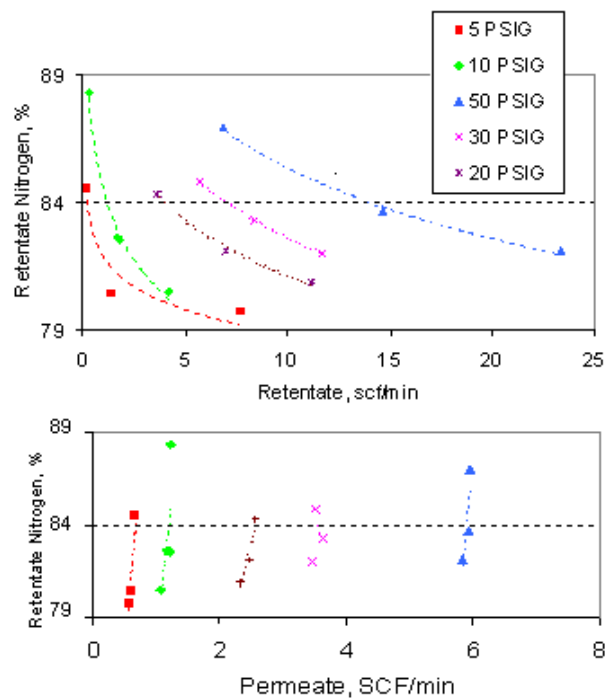 5 PSIG
10 PSIG
50 PSIG
30 PSIG
20 PSIG
Retentate Nitrogen, %
89
84
79
0 5 10 15 20 25
Retentate, scf/min
Retentate Nitrogen, %
89
84
79
0 2 4 6 8
Permeate, SCF/min